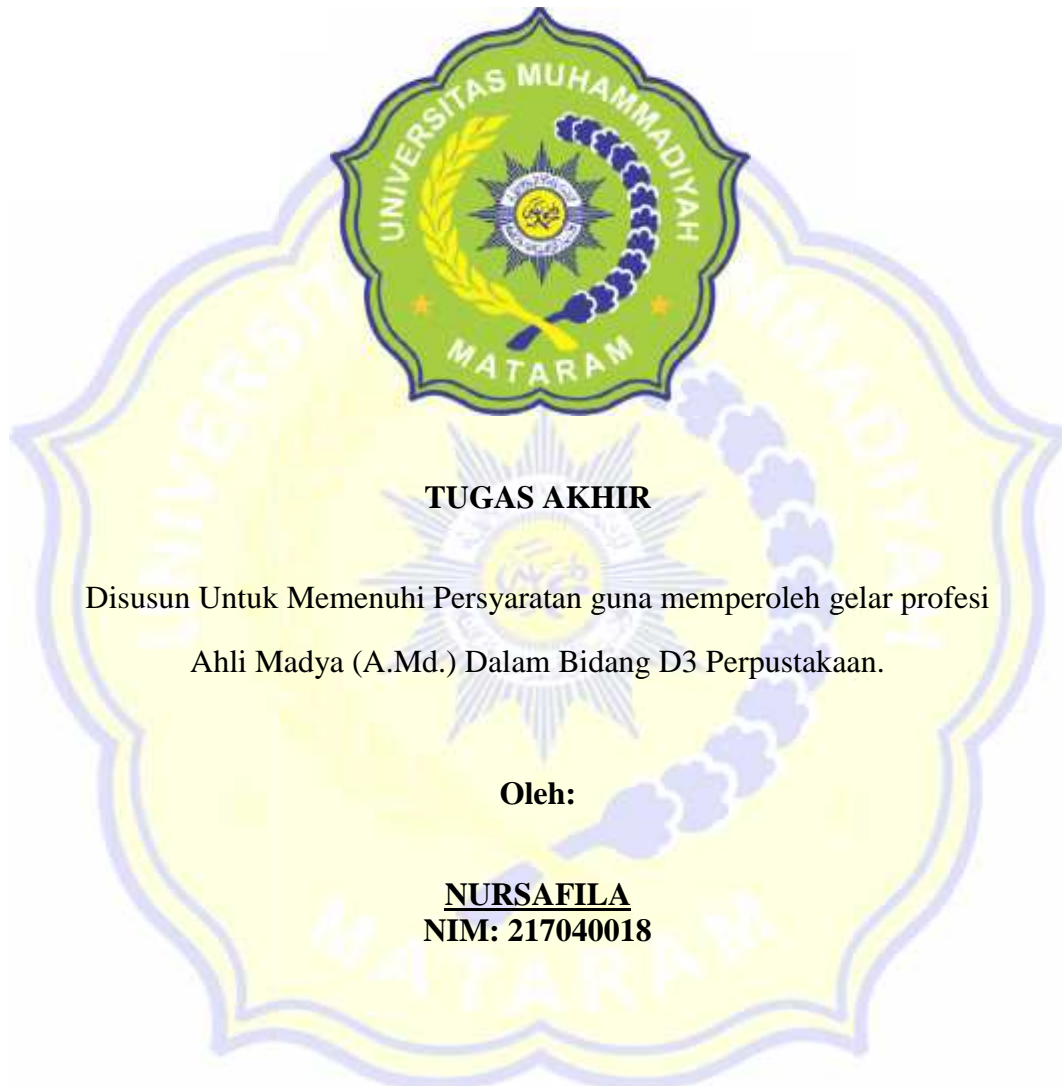 UNIVERSITAS MUHAMMADIYAH
MATARAM
TUGAS AKHIR
Disusun Untuk Memenuhi Persyaratan guna memperoleh gelar profesi
Ahli Madya (A.Md.) Dalam Bidang D3 Perpustakaan.
Oleh:
NURSAFILA
NIM: 217040018